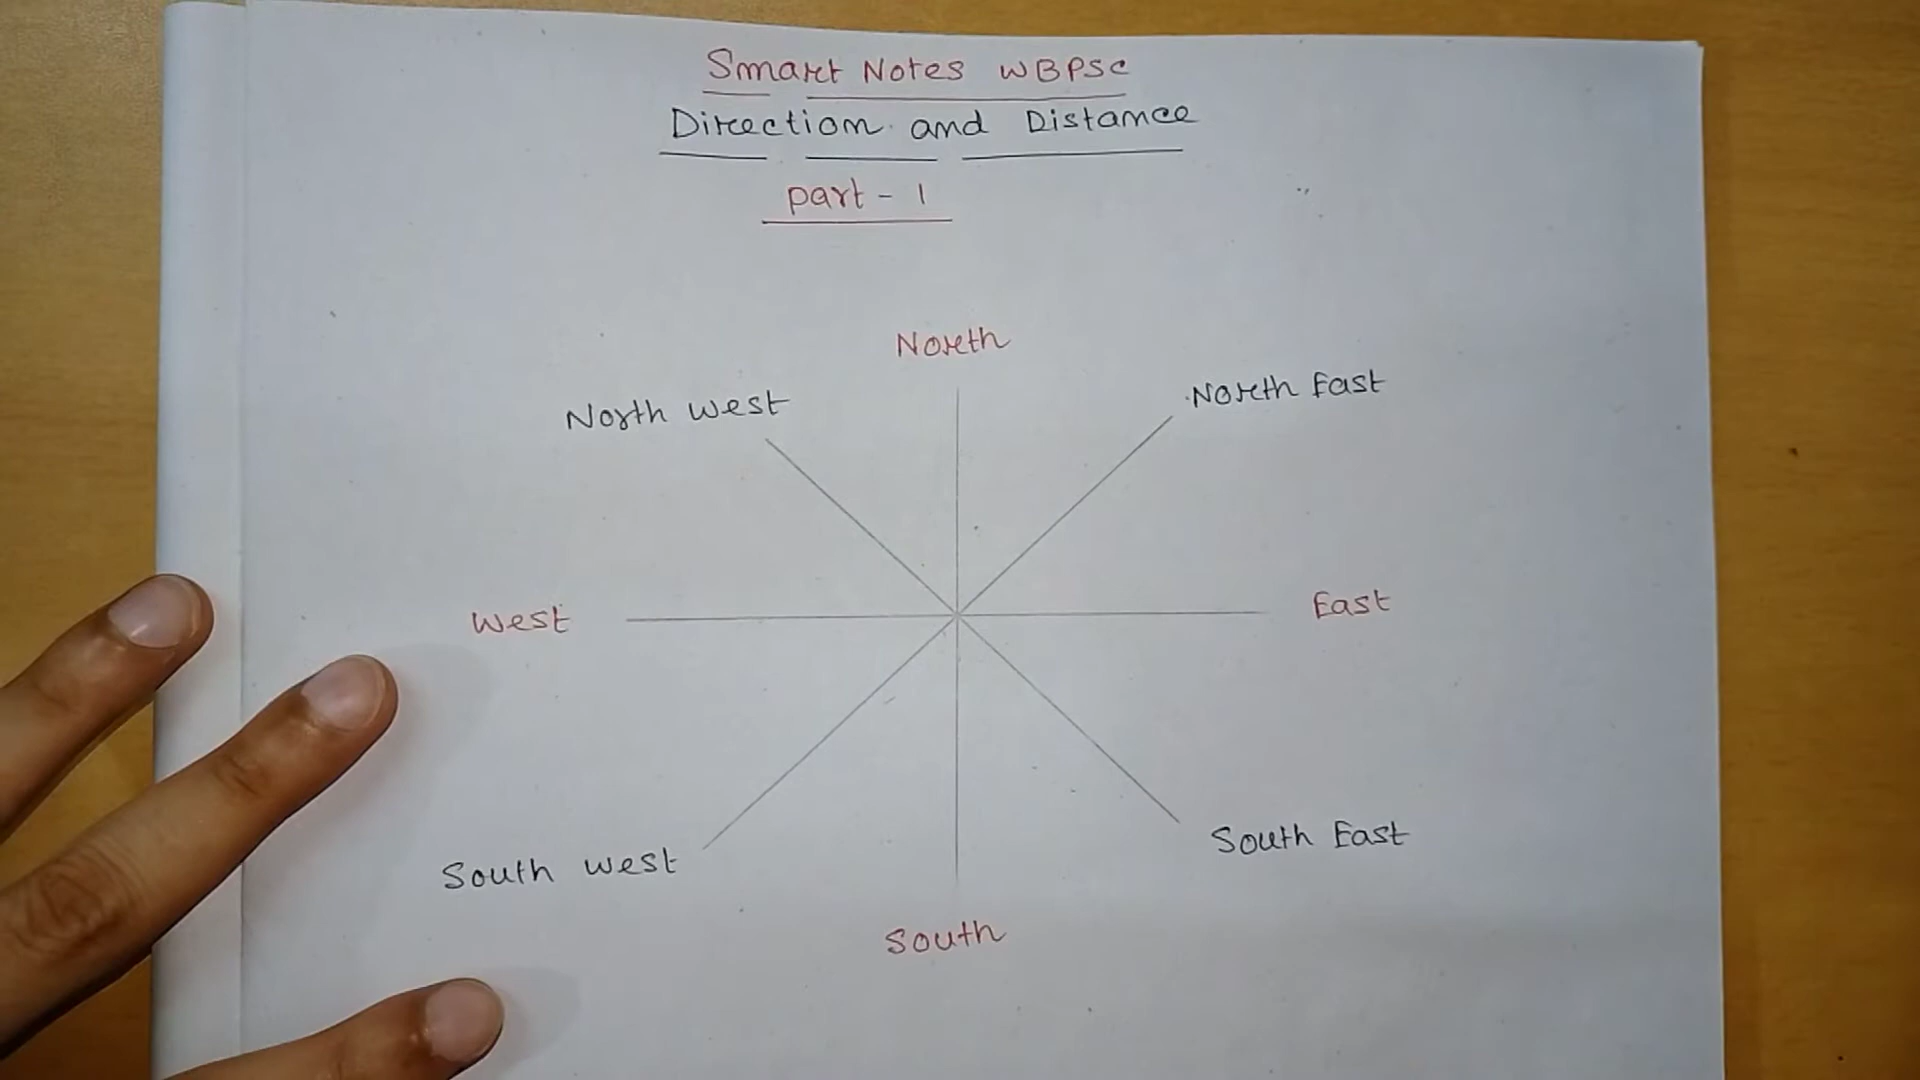 Smart Notes WBPSC
Direction and Distance
part - 1
North
North West
North East
West
East
South West
South East
South